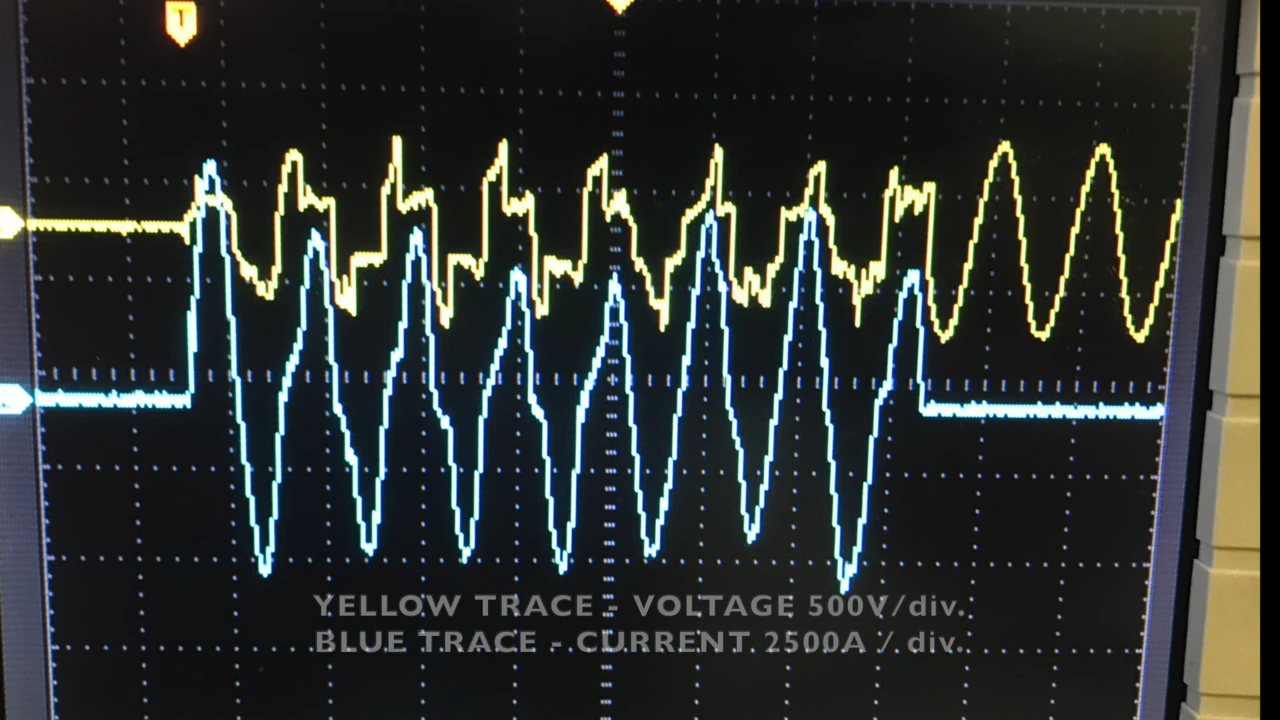 T
YELLOW TRACE - VOLTAGE 500V/div.
BLUE TRACE - CURRENT 2500A / div.